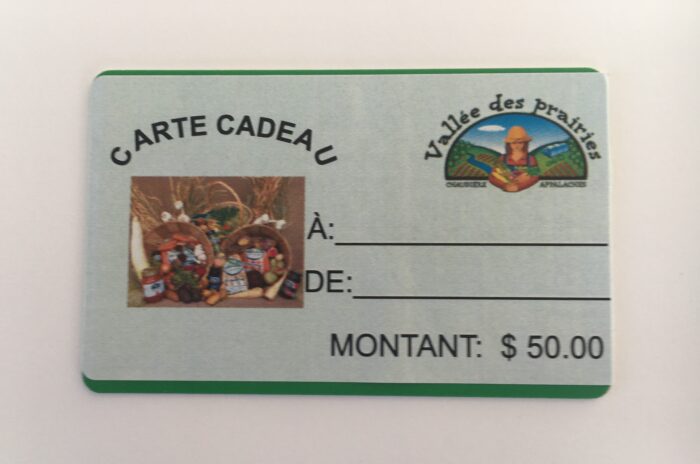 CARTE CADEAU
Vallée des prairies
CHAUDIÈRE APPALACHES
À:
DE:
MONTANT: $ 50.00